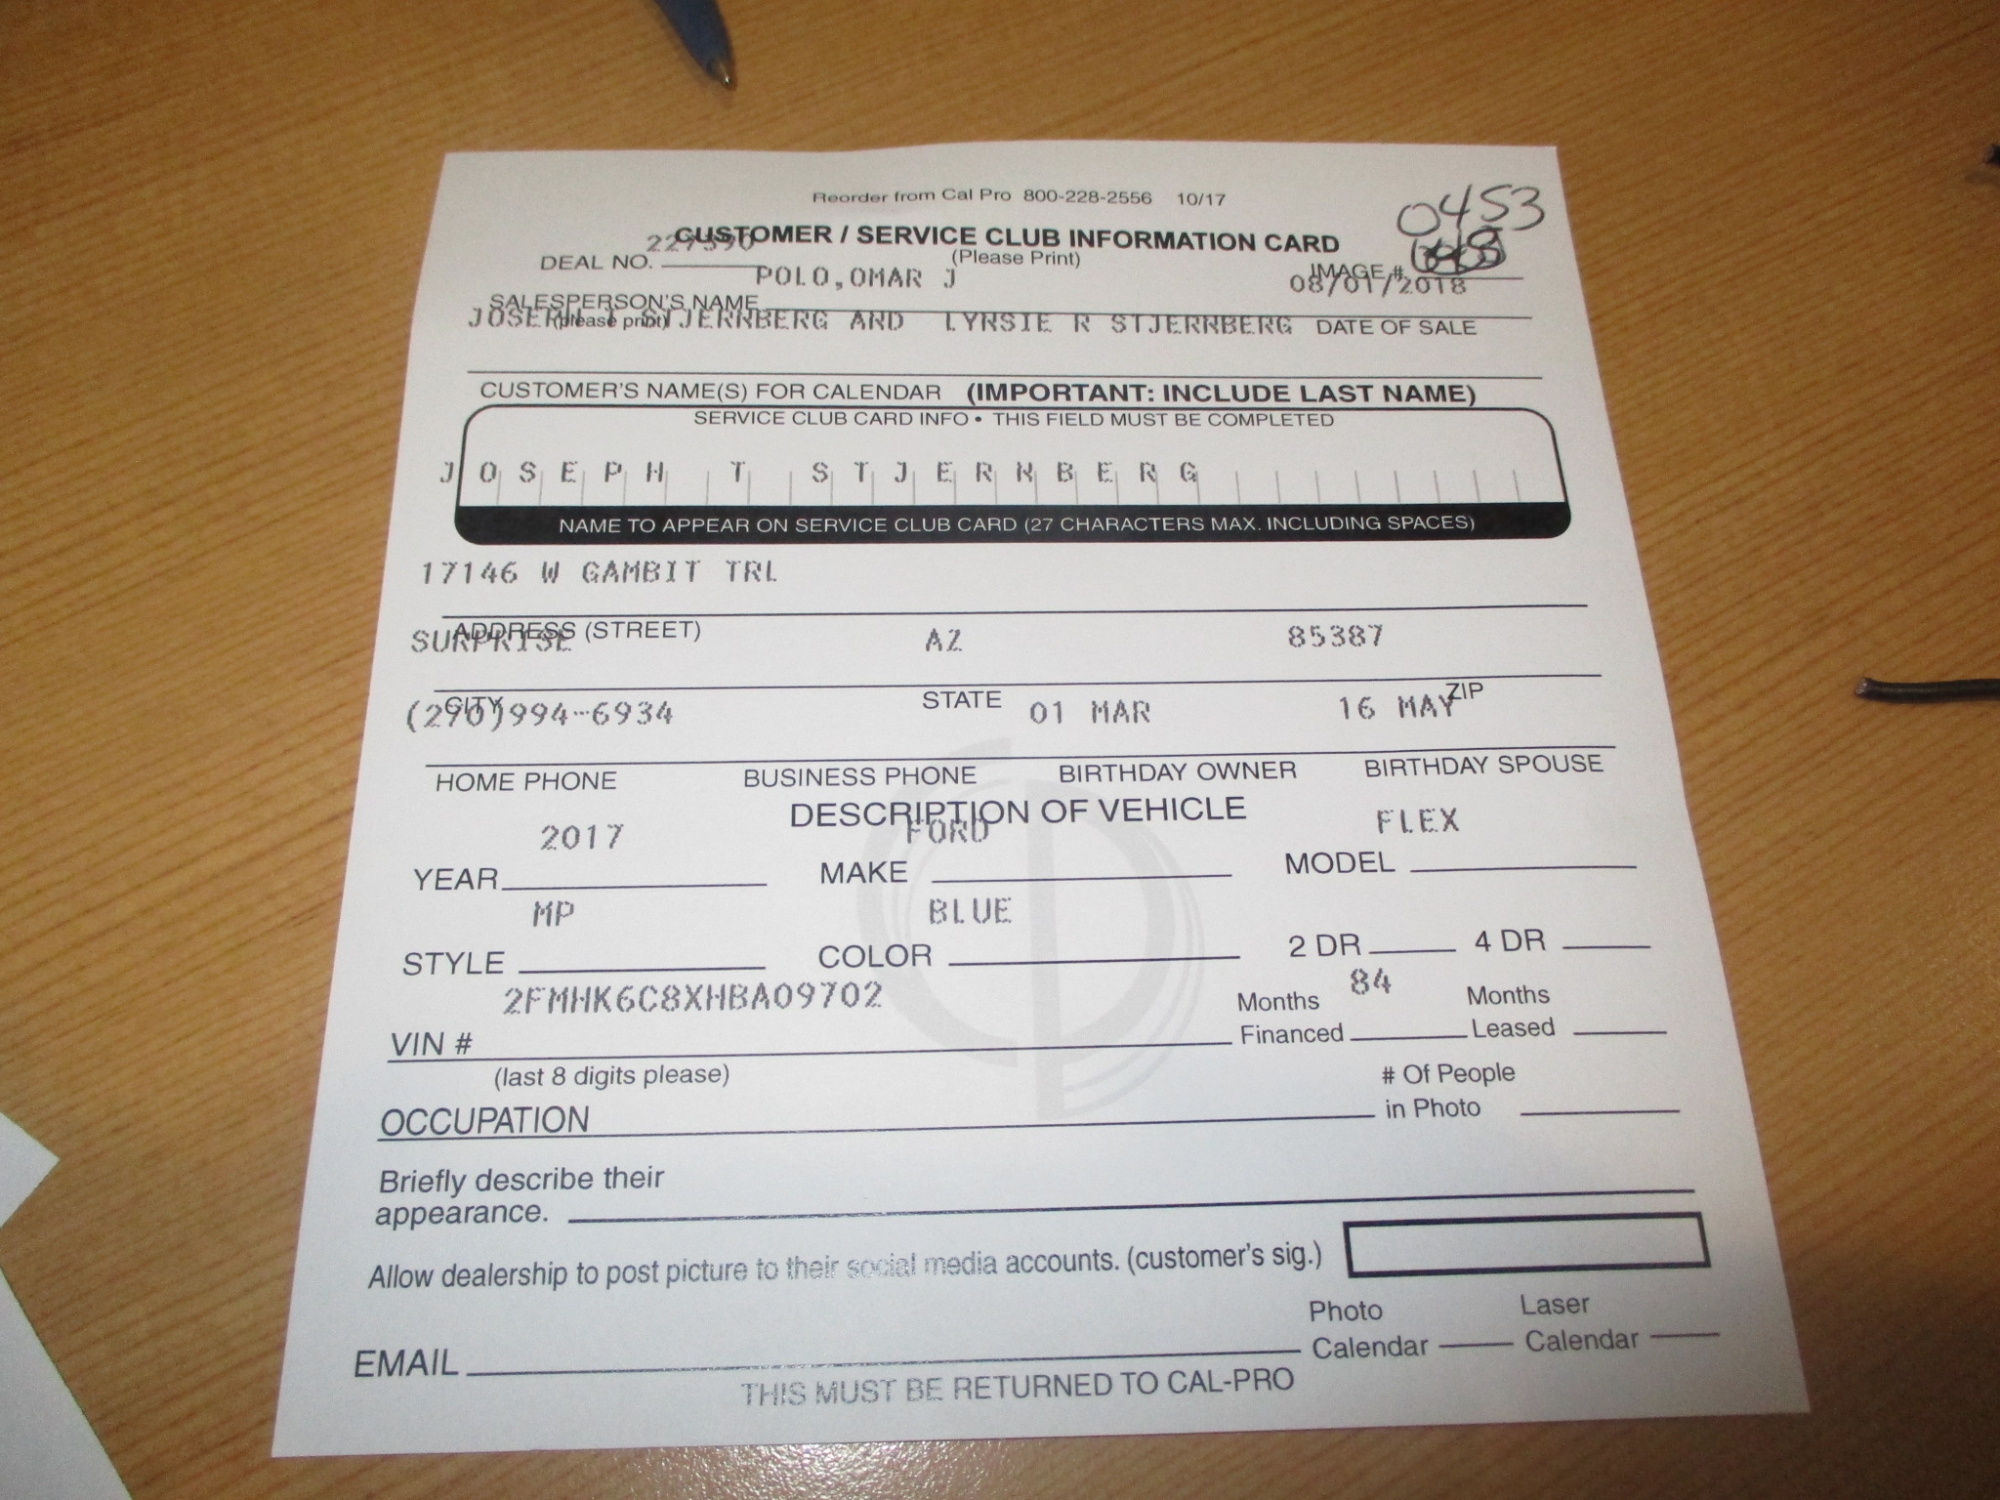 Reorder from Cal Pro 800-228-2556 10/17
0453
CUSTOMER / SERVICE CLUB INFORMATION CARD
DEAL NO. (Please Print) IMAGE #
POLO,OMAR J 08/01/2018
SALESPERSON'S NAME
(please print) DATE OF SALE
JOSEPH T STJERNBERG AND LYNSIE R STJERNBERG
CUSTOMER'S NAME(S) FOR CALENDAR (IMPORTANT: INCLUDE LAST NAME)
SERVICE CLUB CARD INFO • THIS FIELD MUST BE COMPLETED
JOSEPH T STJERNBERG
NAME TO APPEAR ON SERVICE CLUB CARD (27 CHARACTERS MAX. INCLUDING SPACES)
17146 W GAMBIT TRL
ADDRESS (STREET)
SURPRISE AZ 85387
CITY STATE ZIP
994-6934 01 MAR 16 MAY
HOME PHONE BUSINESS PHONE BIRTHDAY OWNER BIRTHDAY SPOUSE
DESCRIPTION OF VEHICLE
2017 FORD FLEX
YEAR MAKE MODEL
MP BLUE
STYLE COLOR 2 DR 4 DR
2FMHK6C8XHBA09702 84
VIN # Months Financed Months Leased
(last 8 digits please)
OCCUPATION # Of People in Photo
Briefly describe their
appearance.
Allow dealership to post picture to their social media accounts. (customer's sig.)
EMAIL Photo Calendar Laser Calendar
THIS MUST BE RETURNED TO CAL-PRO